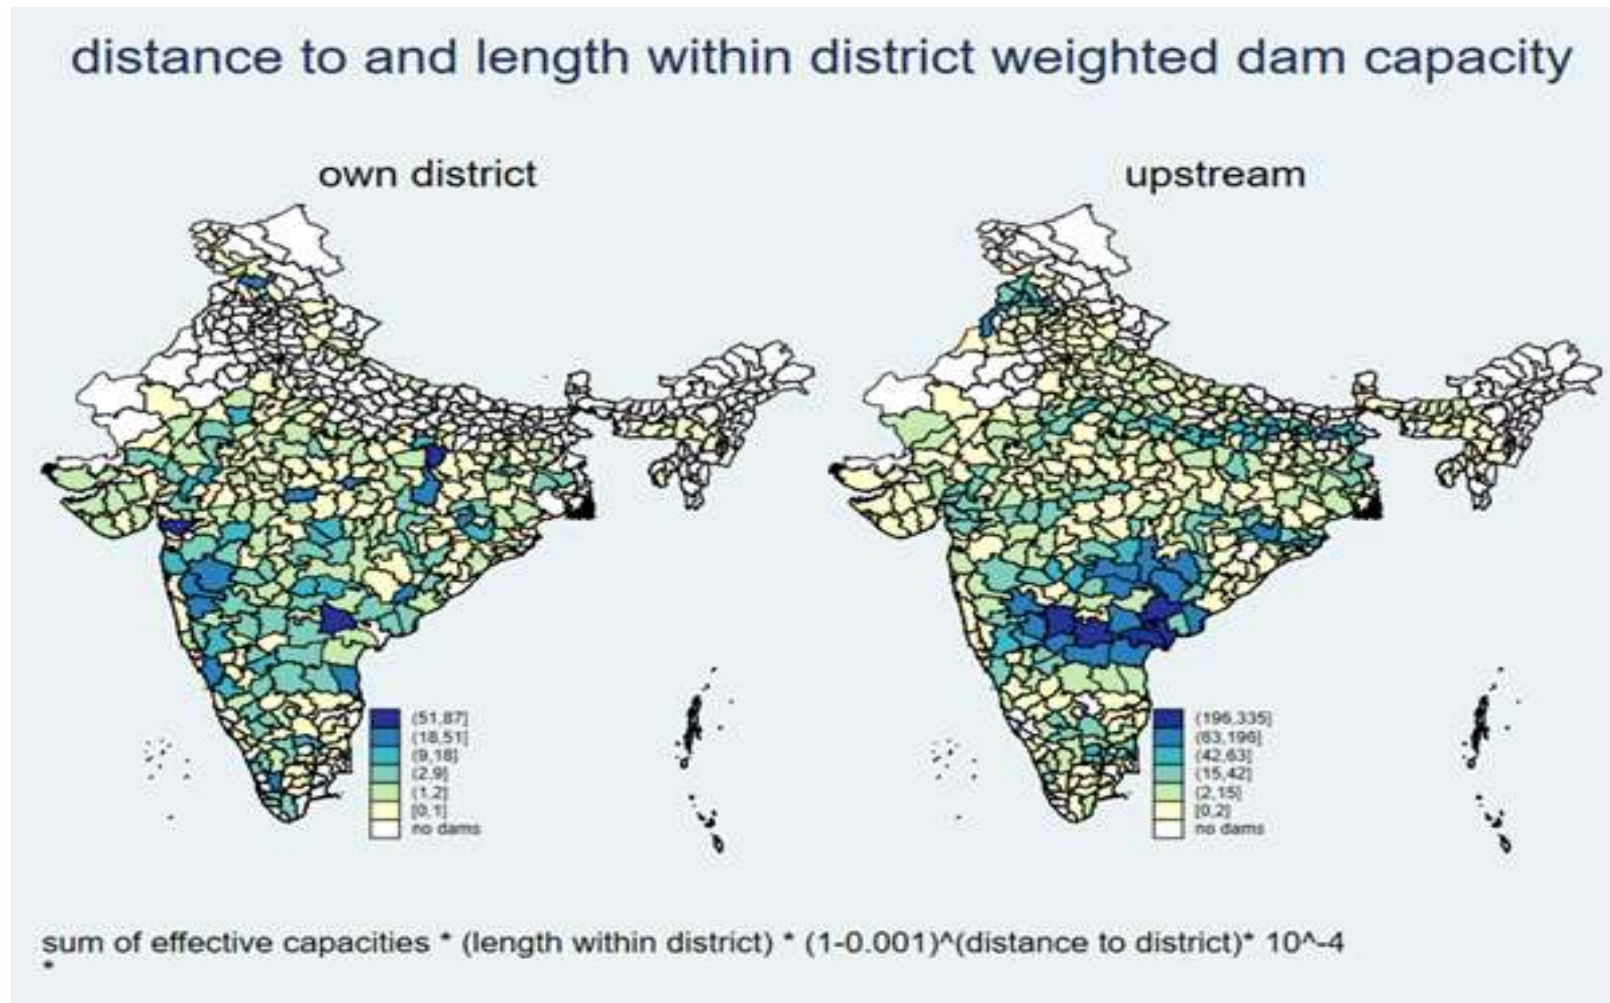 distance to and length within district weighted dam capacity
own district
upstream
(51,87]
(18,51]
(9,18]
(2,9]
(1,2]
[0,1]
no dams
(196,335]
(63,196]
(42,63]
(15,42]
(2,15]
[0,2]
no dams
sum of effective capacities * (length within district) * (1-0.001)^(distance to district)* 10^-4
*